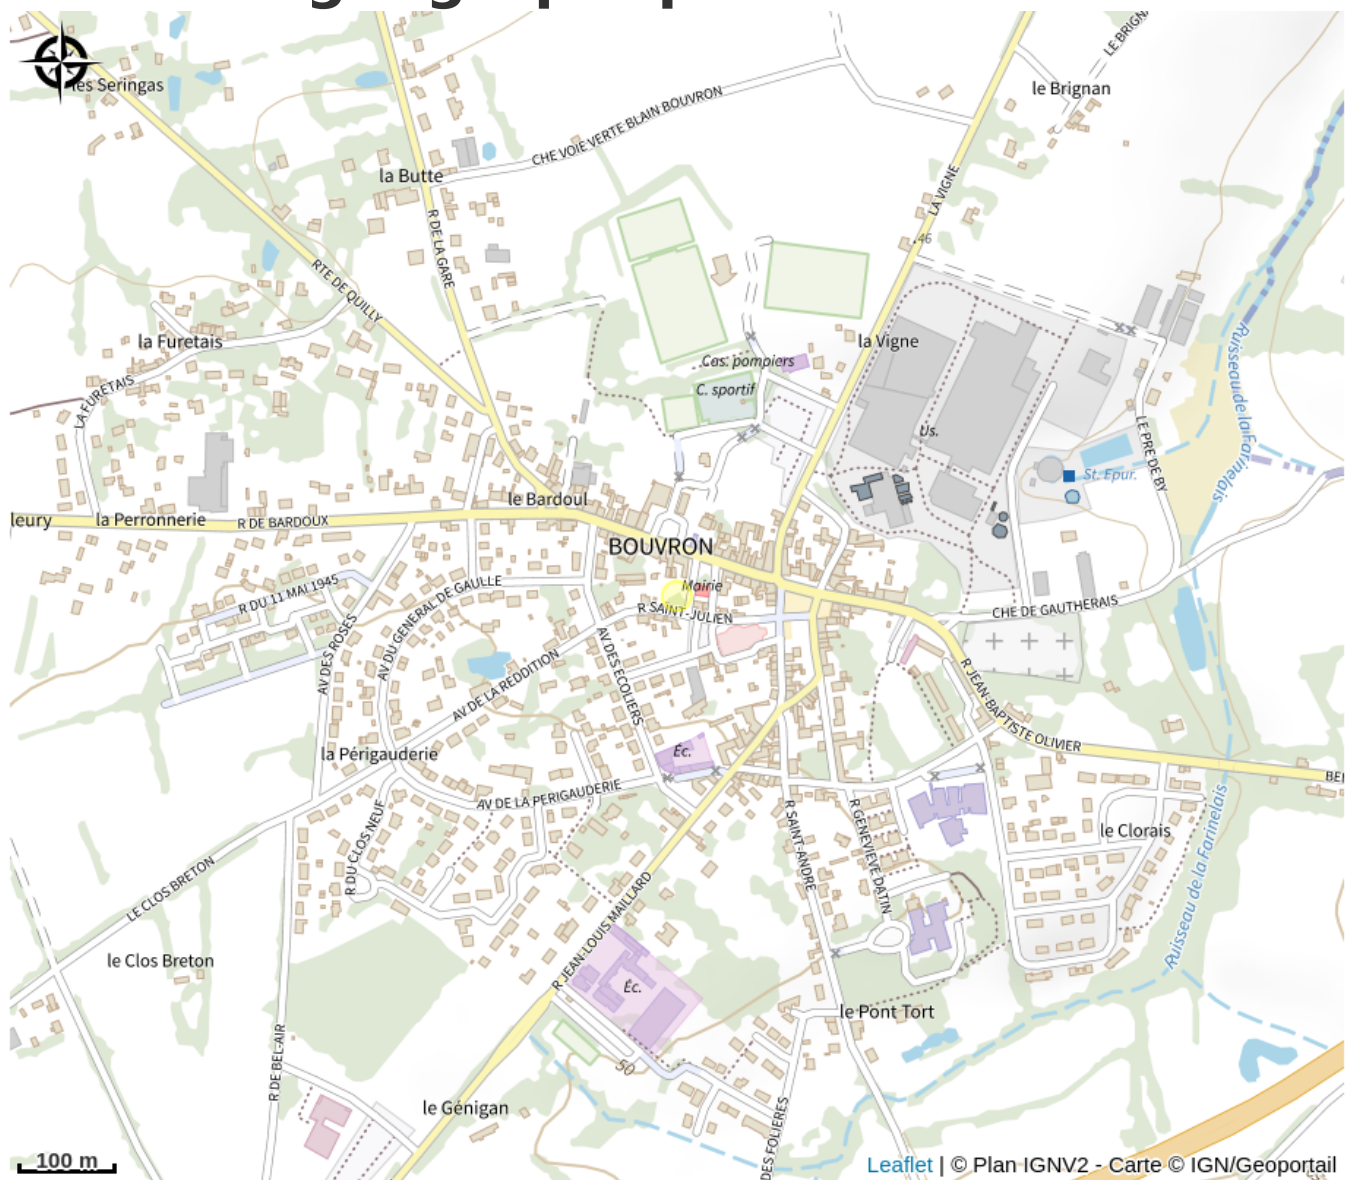 les Seringas
LE BRIGN
le Brignan
CHE VOIE VERTE BLAIN BOUVRON
la Butte
R DE LA GARE
LA VIGNE
46
RTE DE QUILLY
la Furetais
LA FURETAIS
la Vigne
Cas. pompiers
C. sportif
Us.
St. Epur.
LE PRE DE BY
Ruisseau de la Farinelais
le Bardoul
leury
la Perronnerie
R DE BARDOUX
BOUVRON
Mairie
R SAINT-JULIEN
R DU 11 MAI 1945
AV DU GENERAL DE GAULLE
AV DES ROSES
AV DES ECOLIERS
AV DE LA REDDITION
CHE DE GAUTHERAIS
R JEAN-BAPTISTE OLIVIER
la Périgauderie
Éc.
AV DE LA PERIGAUDERIE
BEI
R DU CLOS NEUF
R SAINT-ANDRE
R GENEVIEVE DATIN
le Clorais
LE CLOS BRETON
R JEAN-LOUIS MAILLARD
Ruisseau de la Farinelais
le Clos Breton
Éc.
le Pont Tort
R DE BEL-AIR
50
le Génigan
DES FOLIERES
100 m
Leaflet | © Plan IGNV2 - Carte © IGN/Geoportail